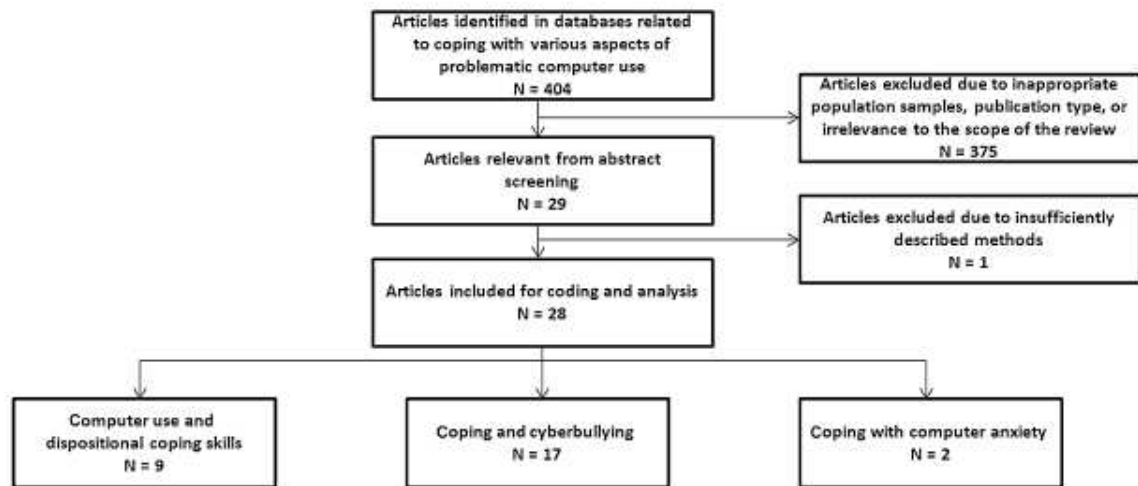 Articles identified in databases related
to coping with various aspects of
problematic computer use
N = 404
Articles excluded due to inappropriate
population samples, publication type, or
irrelevance to the scope of the review
N = 375
Articles relevant from abstract
screening
N = 29
Articles excluded due to insufficiently
described methods
N = 1
Articles included for coding and analysis
N = 28
Computer use and
dispositional coping skills
N = 9
Coping and cyberbullying
N = 17
Coping with computer anxiety
N = 2